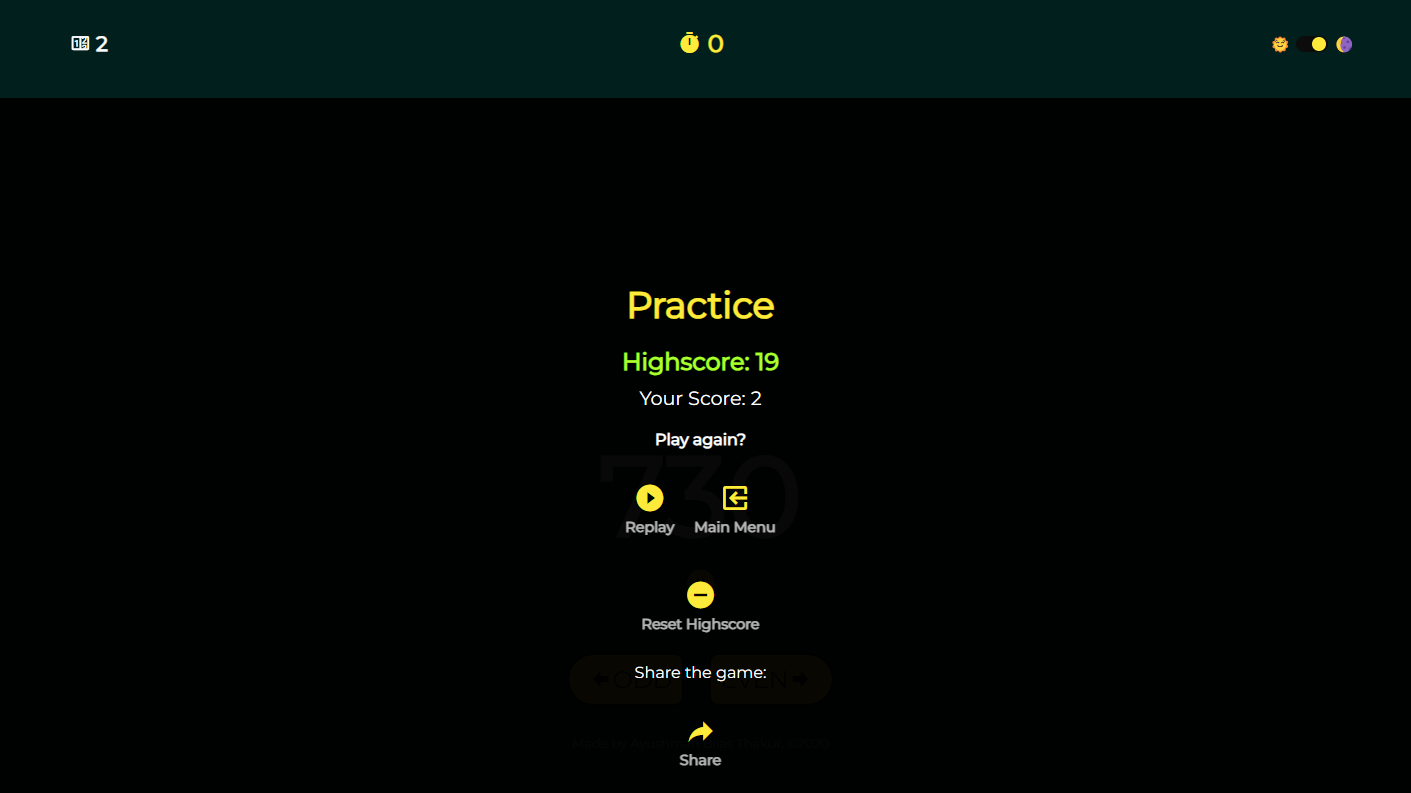 2
0
Practice
Highscore: 19
Your Score: 2
Play again?
730
Replay
Main Menu
Reset Highscore
Share the game:
Share